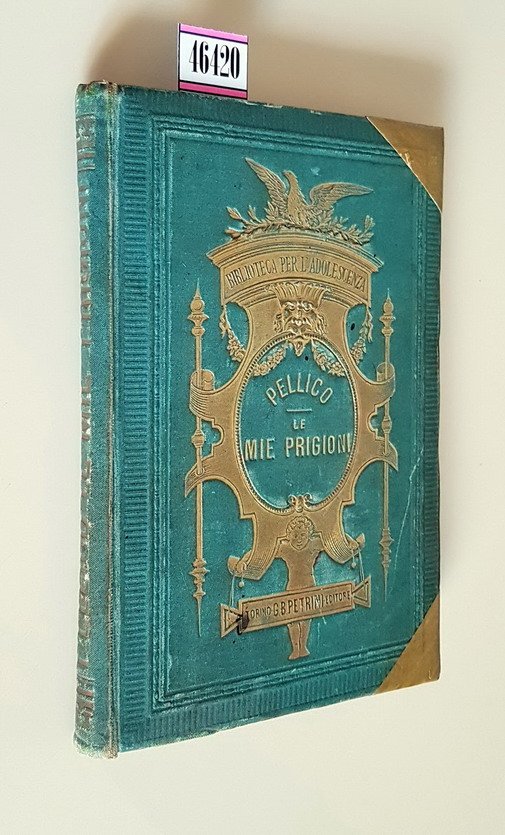 46420
BIBLIOTECA PER L'ADOLESCENZA
PELLICO
LE
MIE PRIGIONI
TORINO G.B. PETRINI EDITORE